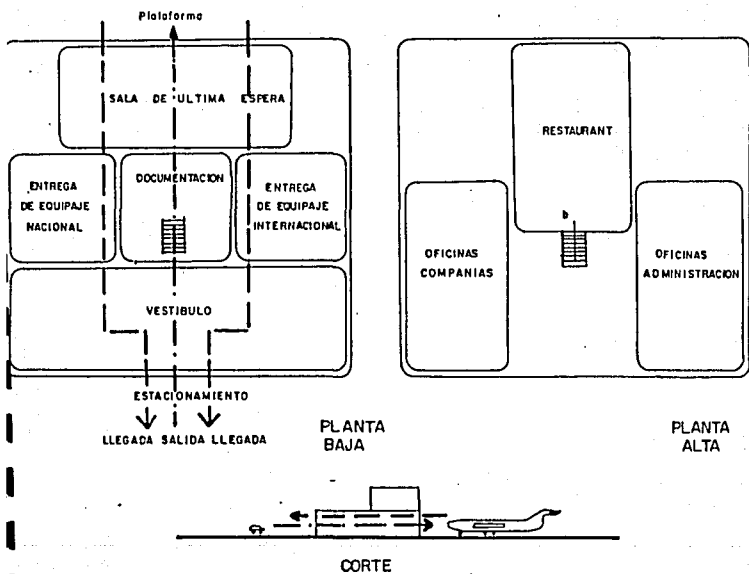 Plataforma
SALA DE ULTIMA ESPERA
ENTREGA
DE EQUIPAJE
NACIONAL
DOCUMENTACION
ENTREGA
DE EQUIPAJE
INTERNACIONAL
VESTIBULO
ESTACIONAMIENTO
LLEGADA SALIDA LLEGADA
PLANTA
BAJA
RESTAURANT
b
OFICINAS
COMPANIAS
OFICINAS
ADMINISTRACION
PLANTA
ALTA
CORTE